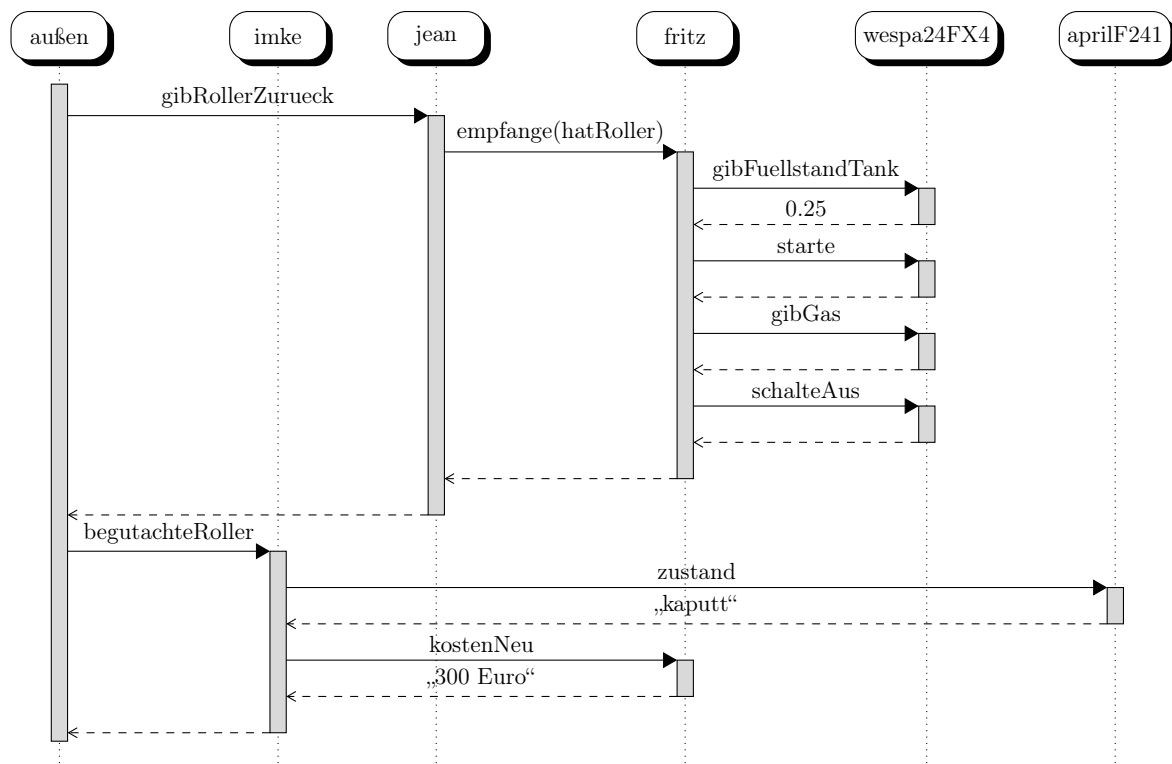 außen
imke
jean
fritz
wespa24FX4
aprilF241
gibRollerZurueck
empfange(hatRoller)
gibFuellstandTank
0.25
starte
gibGas
schalteAus
begutachteRoller
zustand
„kaputt“
kostenNeu
„300 Euro“